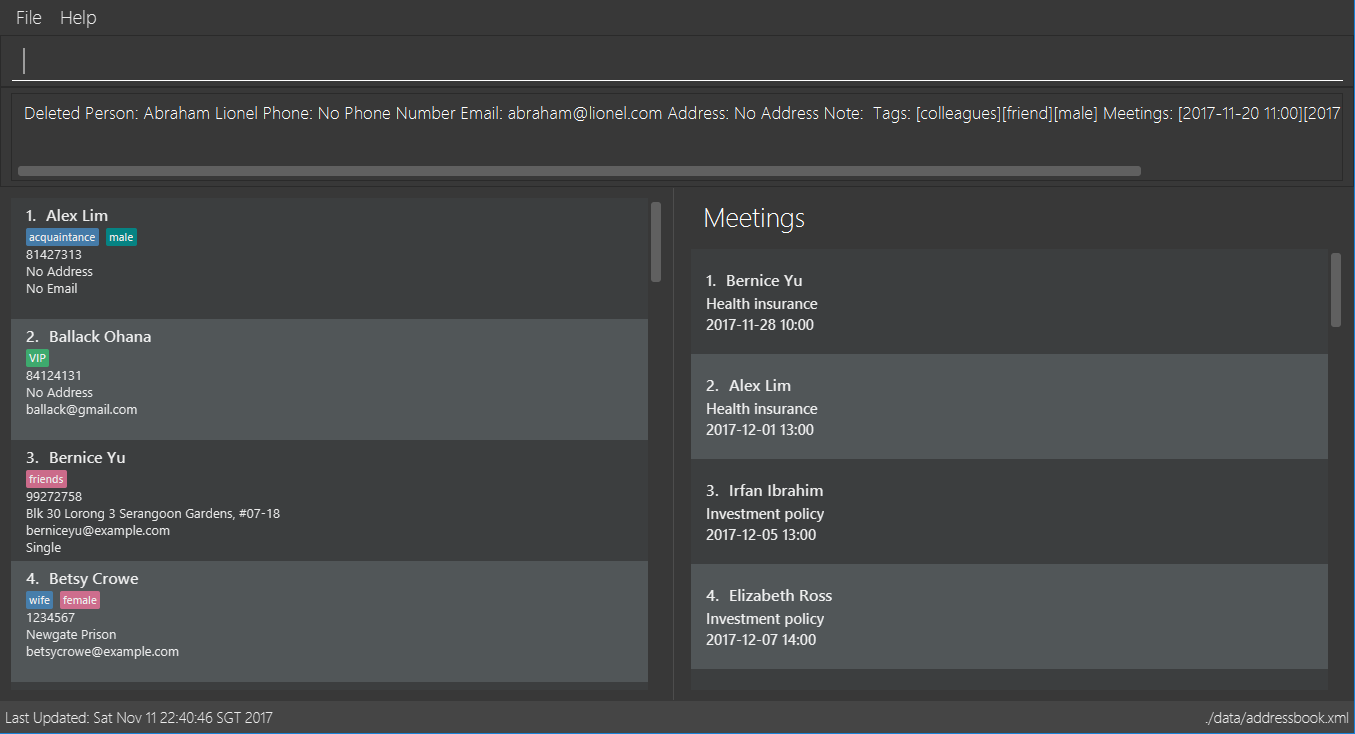 File Help
Deleted Person: Abraham Lionel Phone: No Phone Number Email: abraham@lionel.com Address: No Address Note:  Tags: [colleagues][friend][male] Meetings: [2017-11-20 11:00][2017
1. Alex Lim
acquaintance male
81427313
No Address
No Email
2. Ballack Ohana
VIP
84124131
No Address
ballack@gmail.com
3. Bernice Yu
friends
99272758
Blk 30 Lorong 3 Serangoon Gardens, #07-18
berniceyu@example.com
Single
4. Betsy Crowe
wife female
1234567
Newgate Prison
betsycrowe@example.com
Meetings
1. Bernice Yu
Health insurance
2017-11-28 10:00
2. Alex Lim
Health insurance
2017-12-01 13:00
3. Irfan Ibrahim
Investment policy
2017-12-05 13:00
4. Elizabeth Ross
Investment policy
2017-12-07 14:00
Last Updated: Sat Nov 11 22:40:46 SGT 2017
./data/addressbook.xml